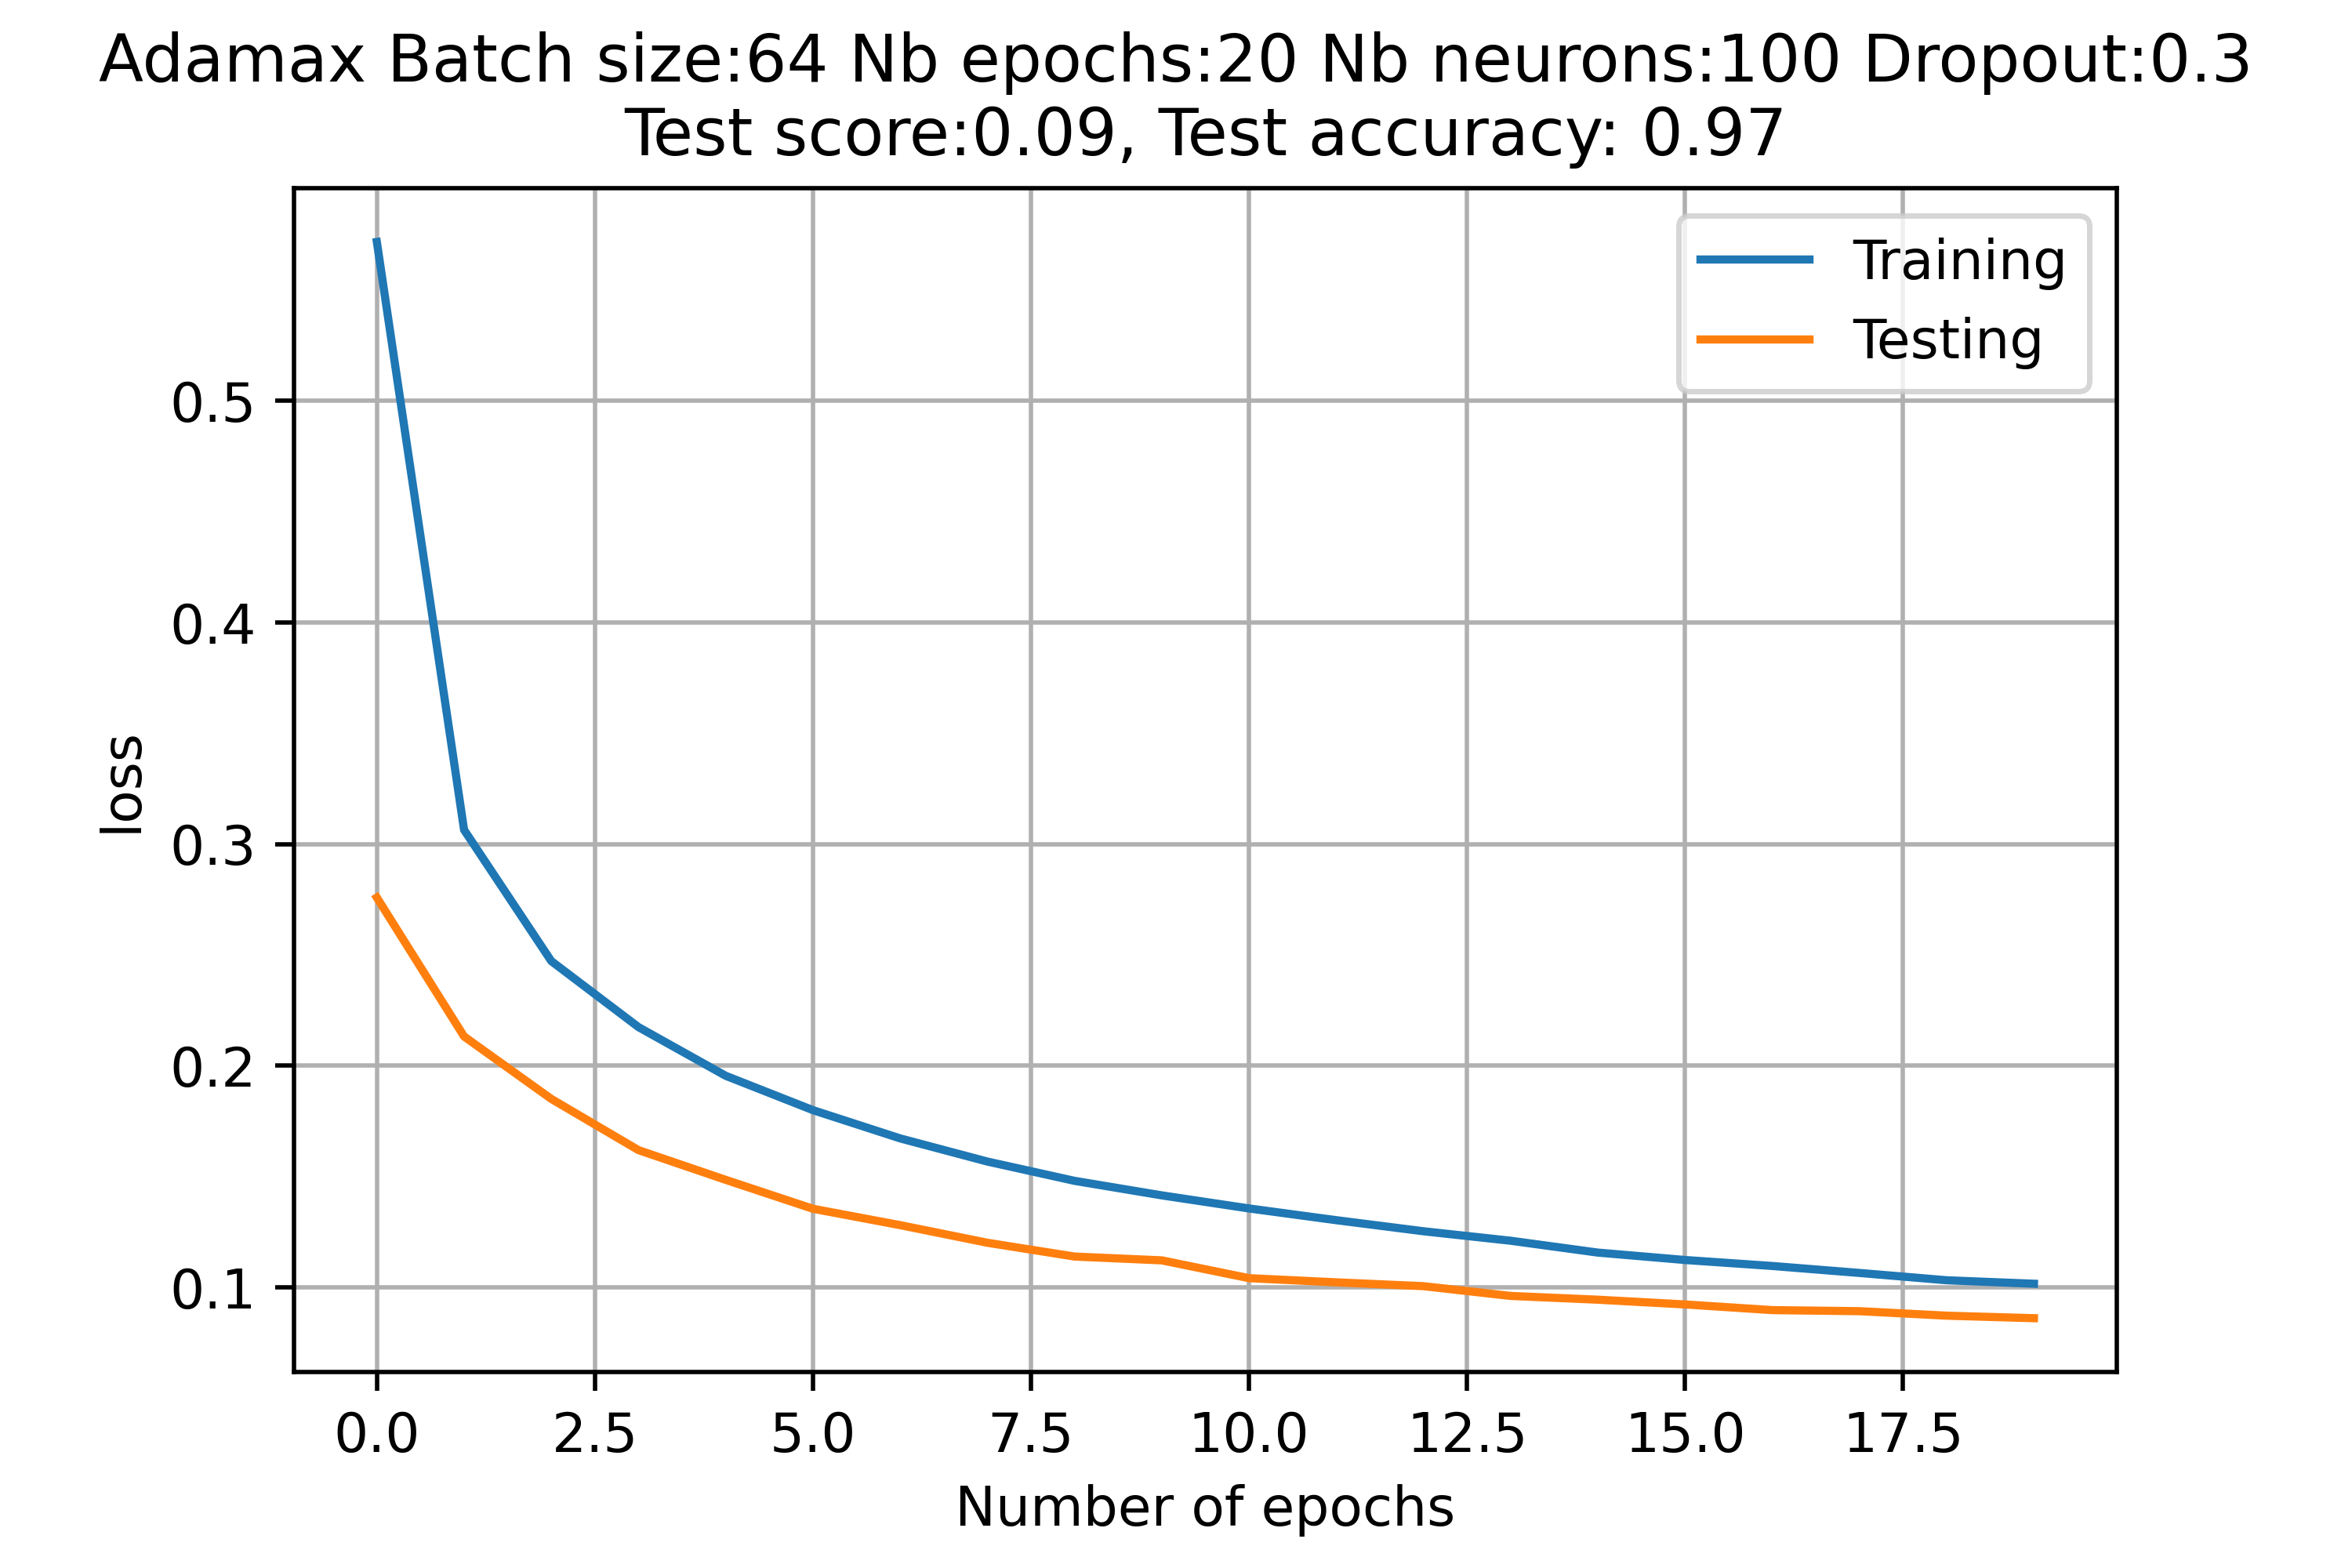 Adamax Batch size:64 Nb epochs:20 Nb neurons:100 Dropout:0.3
Test score:0.09, Test accuracy: 0.97
Training
Testing
0.5
0.4
0.3
0.2
0.1
loss
0.0 2.5 5.0 7.5 10.0 12.5 15.0 17.5
Number of epochs